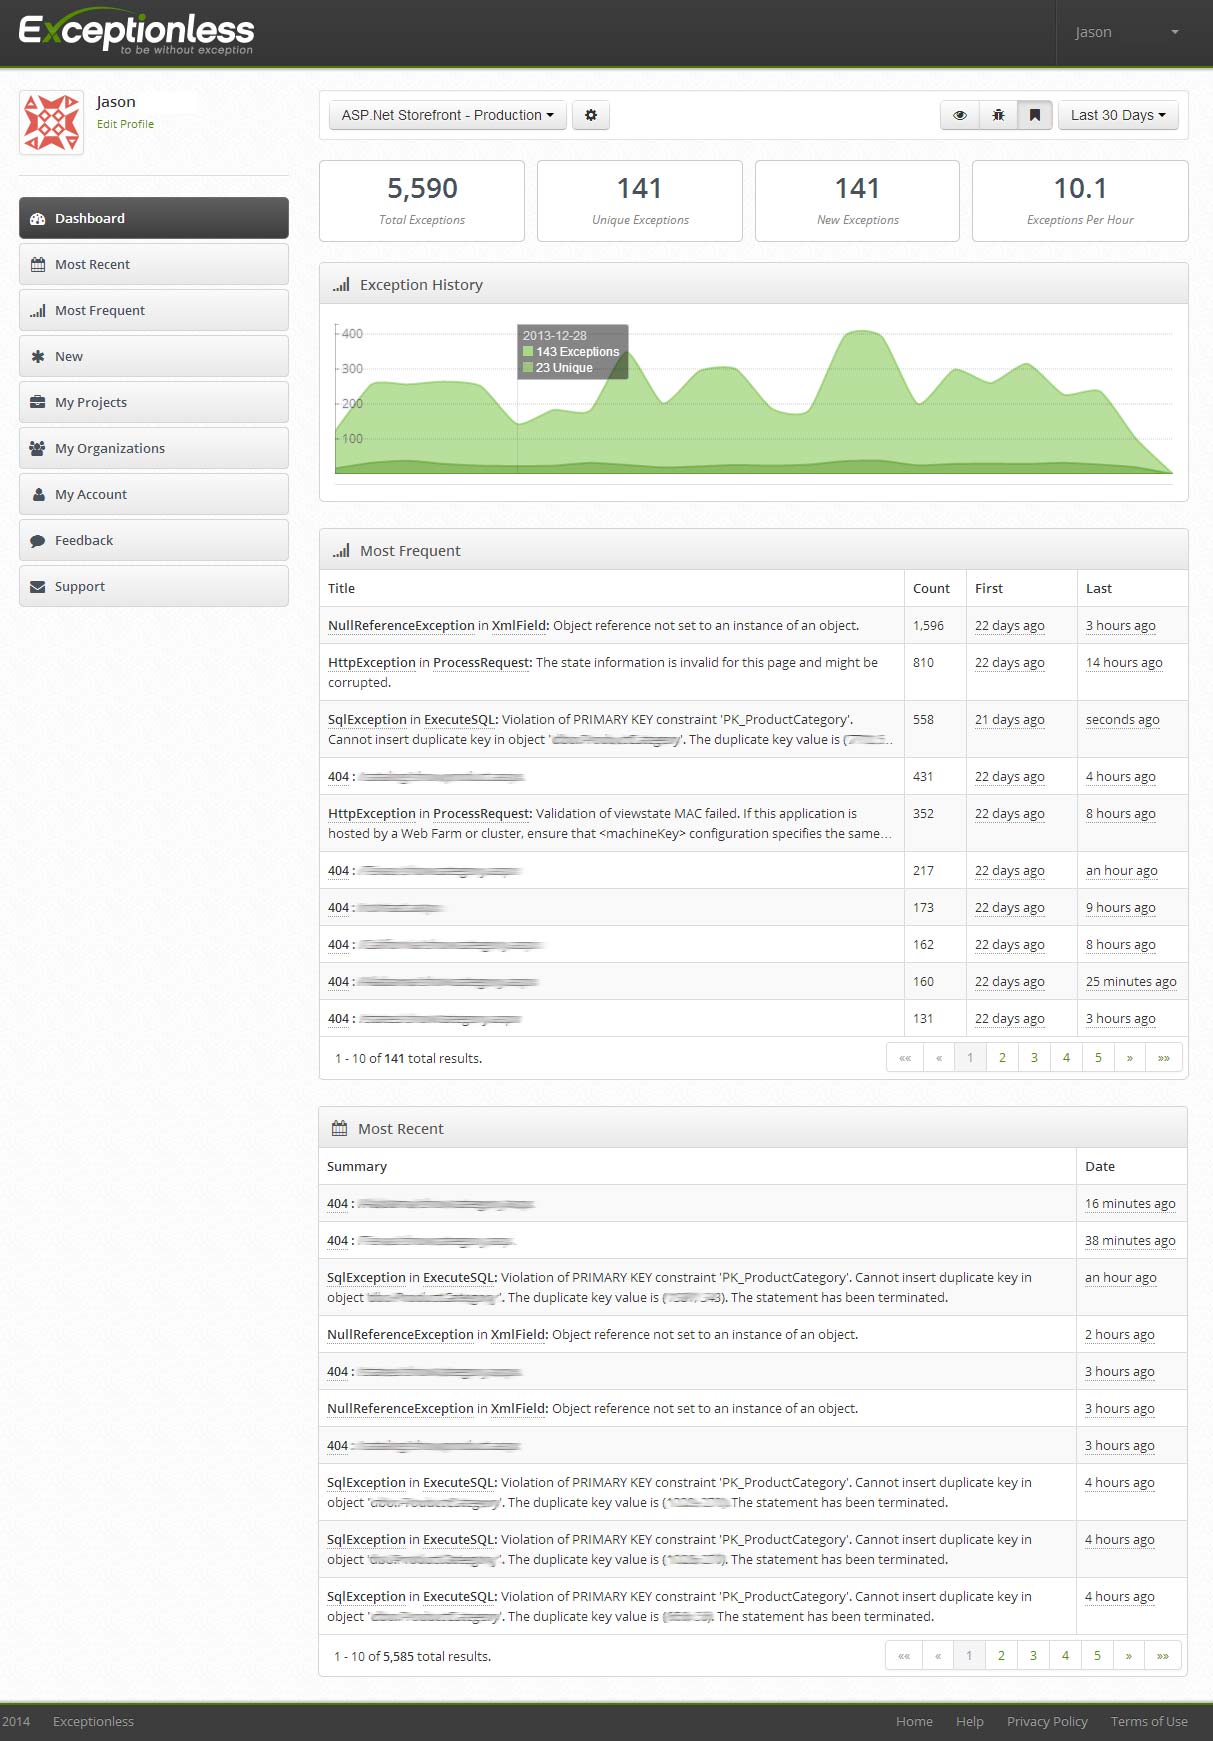 Exceptionless
to be without exception
Jason
Jason
Edit Profile
Dashboard
Most Recent
Most Frequent
New
My Projects
My Organizations
My Account
Feedback
Support
ASP.Net Storefront - Production
Last 30 Days
5,590
Total Exceptions
141
Unique Exceptions
141
New Exceptions
10.1
Exceptions Per Hour
Exception History
400
300
200
100
2013-12-28
143 Exceptions
23 Unique
Most Frequent
Title Count First Last
NullReferenceException in XmlField: Object reference not set to an instance of an object. 1,596 22 days ago 3 hours ago
HttpException in ProcessRequest: The state information is invalid for this page and might be 810 22 days ago 14 hours ago
corrupted.
SqlException in ExecuteSQL: Violation of PRIMARY KEY constraint 'PK_ProductCategory'. 558 21 days ago seconds ago
Cannot insert duplicate key in object ' '. The duplicate key value is ( ...
404 : 431 22 days ago 4 hours ago
HttpException in ProcessRequest: Validation of viewstate MAC failed. If this application is 352 22 days ago 8 hours ago
hosted by a Web Farm or cluster, ensure that <machineKey> configuration specifies the same...
404 : 217 22 days ago an hour ago
404 : 173 22 days ago 9 hours ago
404 : 162 22 days ago 8 hours ago
404 : 160 22 days ago 25 minutes ago
404 : 131 22 days ago 3 hours ago
1 - 10 of 141 total results. «« « 1 2 3 4 5 » »»
Most Recent
Summary Date
404 : 16 minutes ago
404 : 38 minutes ago
SqlException in ExecuteSQL: Violation of PRIMARY KEY constraint 'PK_ProductCategory'. Cannot insert duplicate key in an hour ago
object ' '. The duplicate key value is ( ). The statement has been terminated.
NullReferenceException in XmlField: Object reference not set to an instance of an object. 2 hours ago
404 : 3 hours ago
NullReferenceException in XmlField: Object reference not set to an instance of an object. 3 hours ago
404 : 3 hours ago
SqlException in ExecuteSQL: Violation of PRIMARY KEY constraint 'PK_ProductCategory'. Cannot insert duplicate key in 4 hours ago
object ' '. The duplicate key value is ( ). The statement has been terminated.
SqlException in ExecuteSQL: Violation of PRIMARY KEY constraint 'PK_ProductCategory'. Cannot insert duplicate key in 4 hours ago
object ' '. The duplicate key value is ( ). The statement has been terminated.
SqlException in ExecuteSQL: Violation of PRIMARY KEY constraint 'PK_ProductCategory'. Cannot insert duplicate key in 4 hours ago
object ' '. The duplicate key value is ( ). The statement has been terminated.
1 - 10 of 5,585 total results. «« « 1 2 3 4 5 » »»
2014 Exceptionless Home Help Privacy Policy Terms of Use